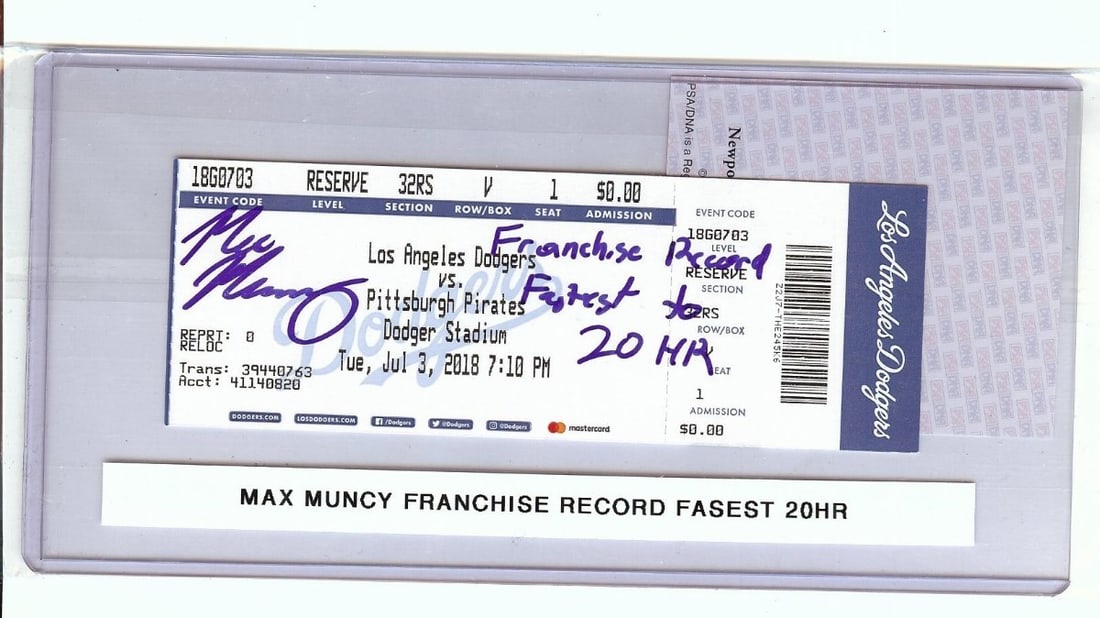 PSA/DNA is a Reg
Newpo
18G0703 RESERVE 32RS V 1 $0.00
EVENT CODE LEVEL SECTION ROW/BOX SEAT ADMISSION
Max
Muncy
Franchise Record
Fastest to
20 HR
Los Angeles Dodgers
vs.
Pittsburgh Pirates
Dodger Stadium
Tue, Jul 3, 2018 7:10 PM
Dodgers
REPRT: 0
RELOC
Trans: 39440763
Acct: 41140820
DODGERS.COM LOSDODGERS.COM /Dodgers @Dodgers @Dodgers mastercard
EVENT CODE
18G0703
LEVEL
RESERVE
SECTION
32RS
ROW/BOX
V
SEAT
1
ADMISSION
$0.00
Los Angeles Dodgers
MAX MUNCY FRANCHISE RECORD FASEST 20HR